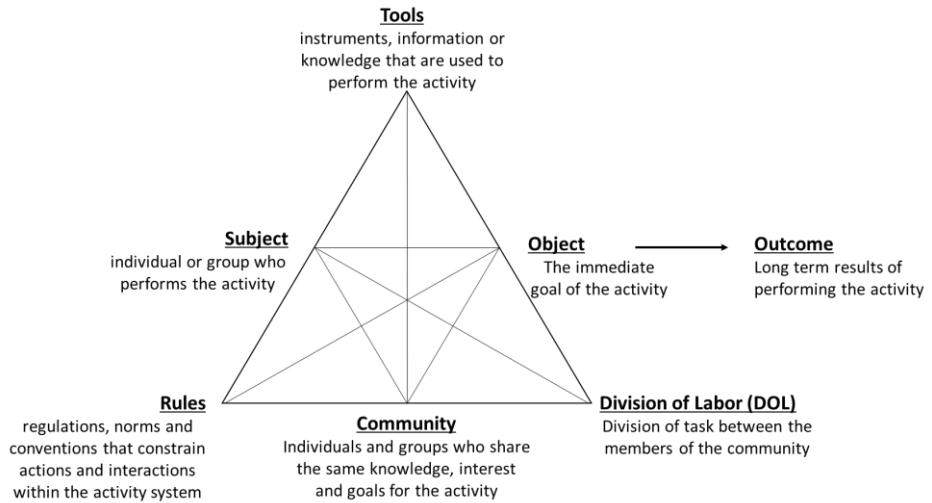 Tools
instruments, information or
knowledge that are used to
perform the activity
Subject
individual or group who
performs the activity
Object
The immediate
goal of the activity
Outcome
Long term results of
performing the activity
Rules
regulations, norms and
conventions that constrain
actions and interactions
within the activity system
Community
Individuals and groups who share
the same knowledge, interest
and goals for the activity
Division of Labor (DOL)
Division of task between the
members of the community